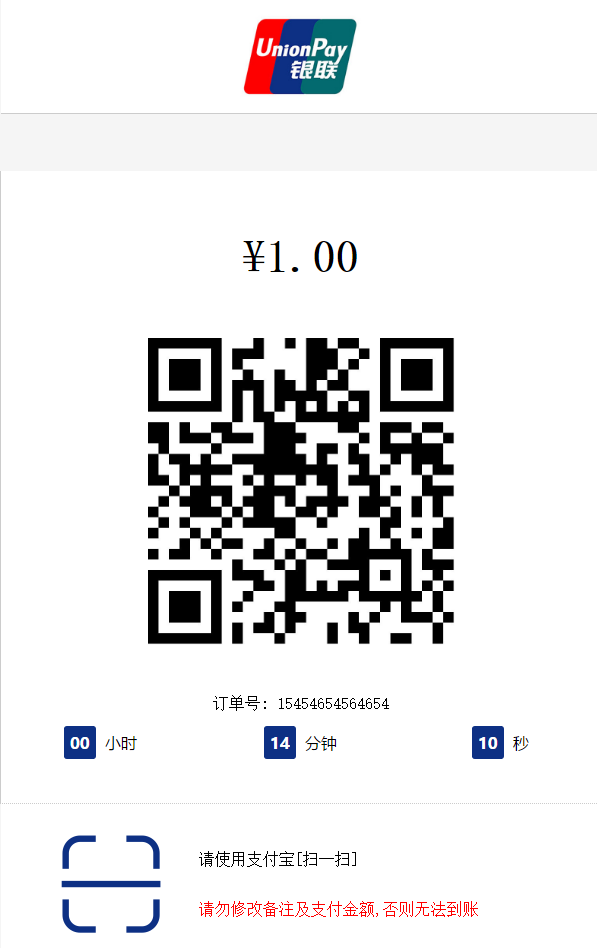 UnionPay
银联
¥1.00
订单号: 15454654564654
00 小时 14 分钟 10 秒
请使用支付宝[扫一扫]
请勿修改备注及支付金额,否则无法到账